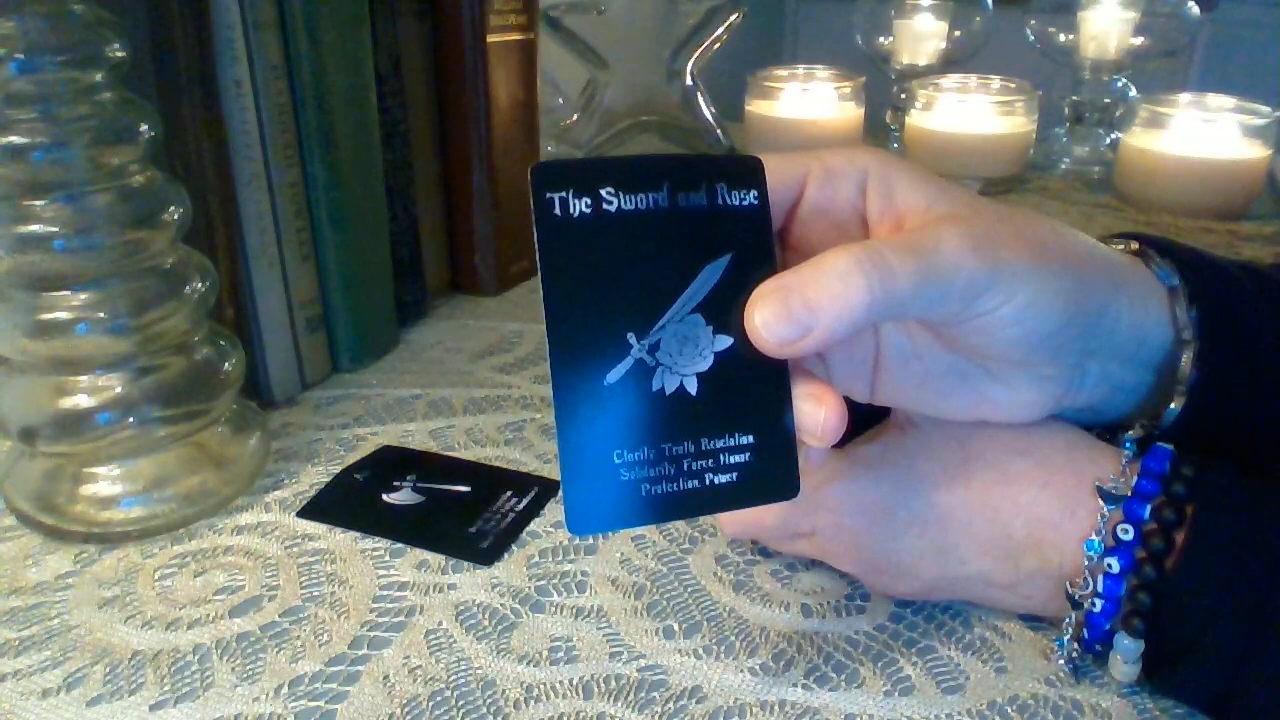 The Sword and Rose
Clarity Truth Revelation
Solidarity Force Honor
Protection Power